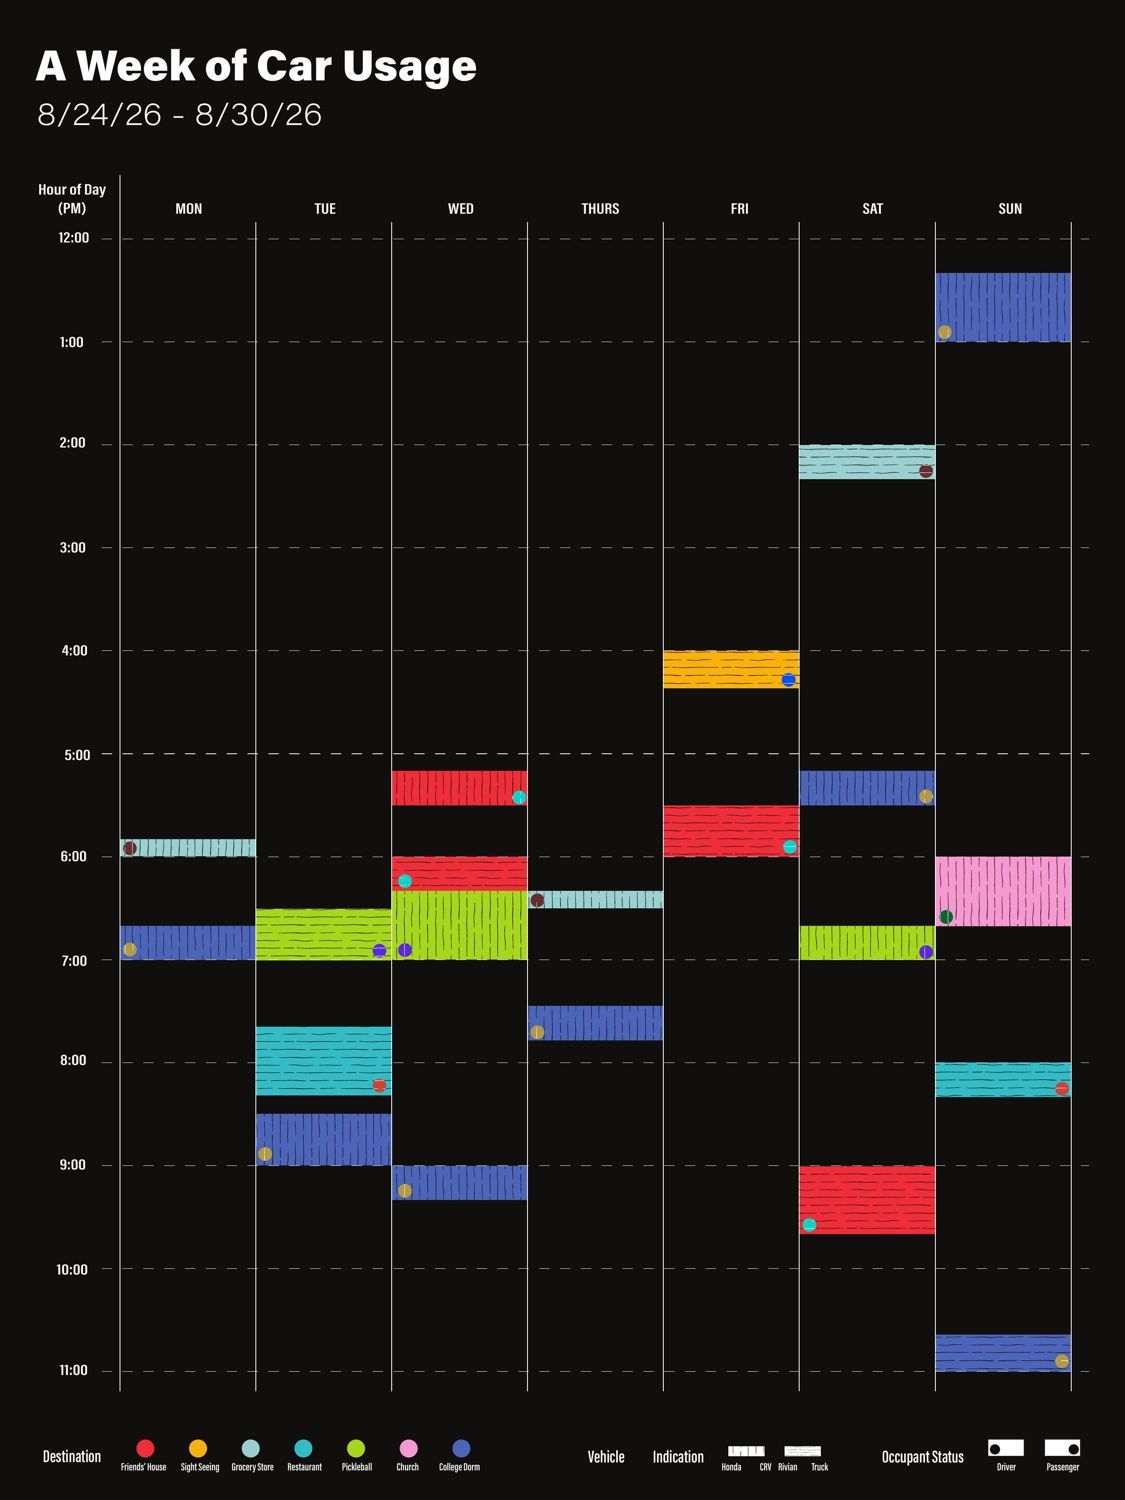 A Week of Car Usage
8/24/26 - 8/30/26
Hour of Day
(PM)
MON TUE WED THURS FRI SAT SUN
12:00
1:00
2:00
3:00
4:00
5:00
6:00
7:00
8:00
9:00
10:00
11:00
Destination
Friends' House Sight Seeing Grocery Store Restaurant Pickleball Church College Dorm
Vehicle Indication
Honda CRV Rivian Truck
Occupant Status
Driver Passenger